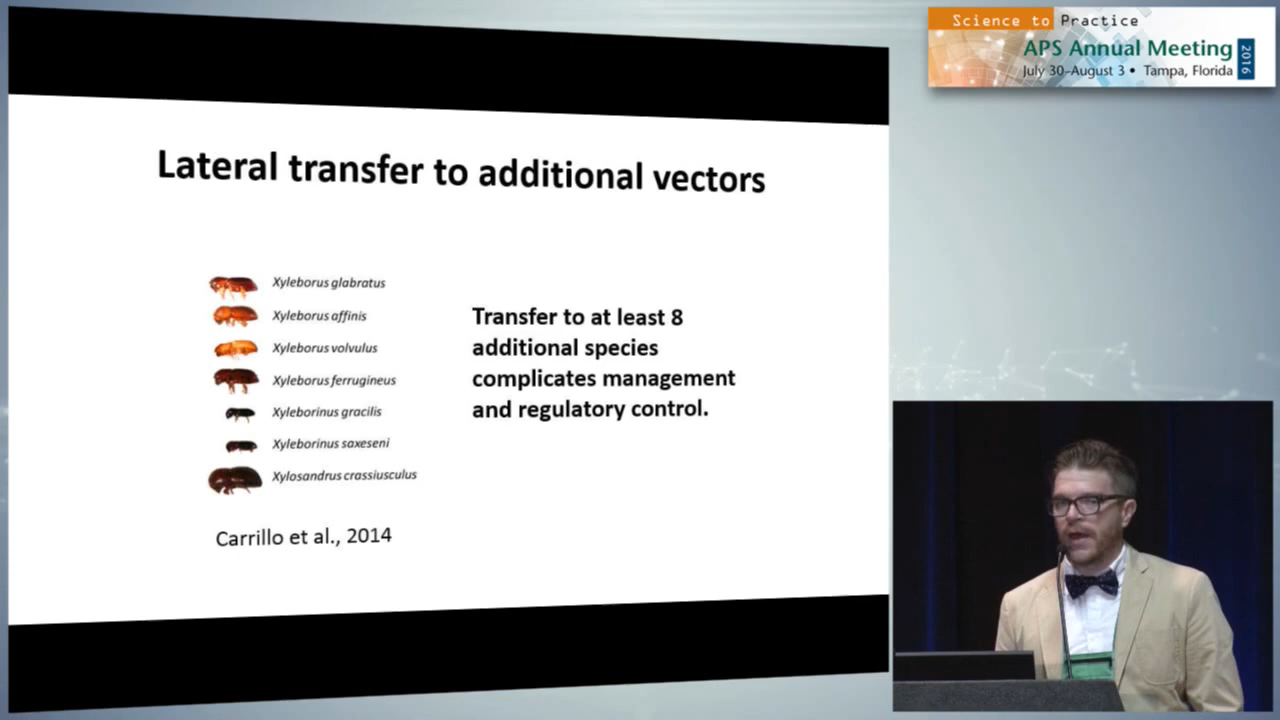 Science to Practice
APS Annual Meeting
2016
July 30–August 3 • Tampa, Florida
Lateral transfer to additional vectors
Xyleborus glabratus
Xyleborus affinis
Xyleborus volvulus
Xyleborus ferrugineus
Xyleborinus gracilis
Xyleborinus saxeseni
Xylosandrus crassiusculus
Transfer to at least 8
additional species
complicates management
and regulatory control.
Carrillo et al., 2014